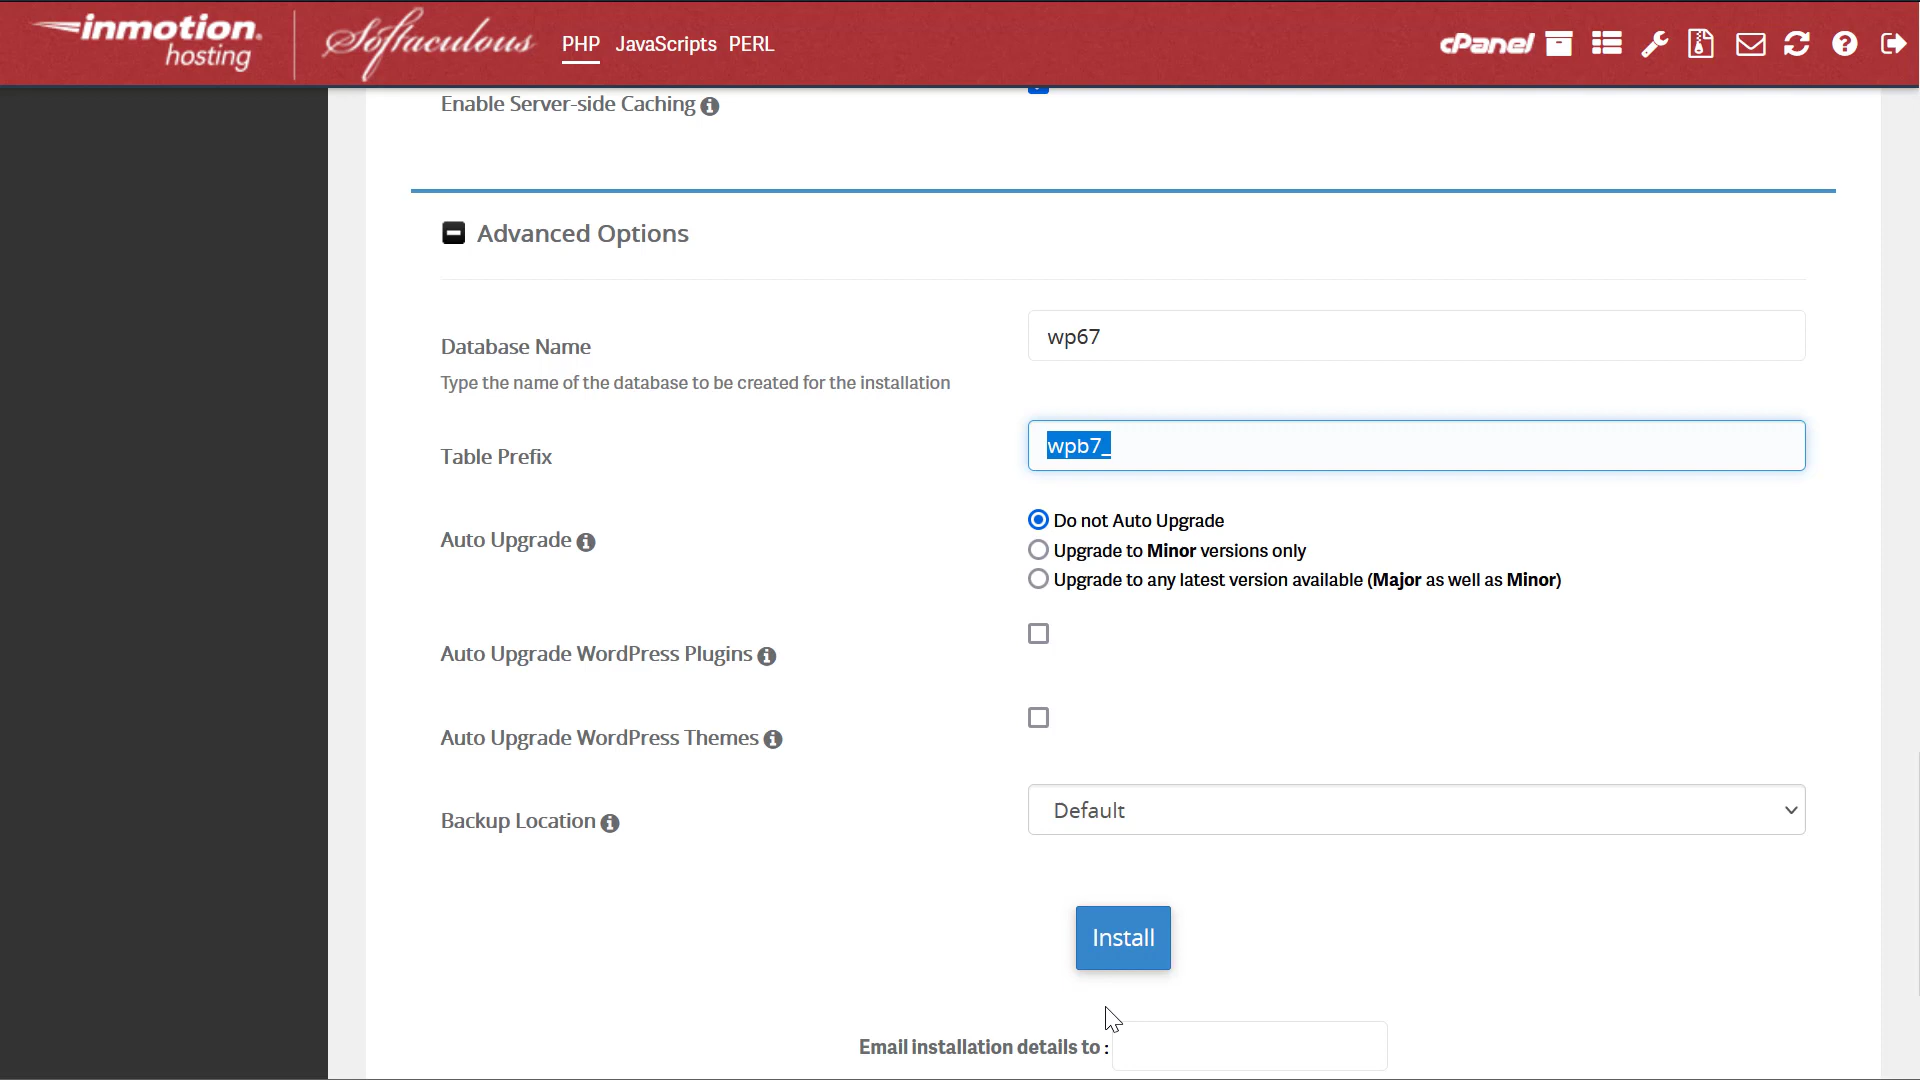 inmotion hosting
Softaculous
PHP JavaScripts PERL
cPanel
Enable Server-side Caching
Advanced Options
Database Name
wp67
Type the name of the database to be created for the installation
Table Prefix
wpb7_
Auto Upgrade
Do not Auto Upgrade
Upgrade to Minor versions only
Upgrade to any latest version available (Major as well as Minor)
Auto Upgrade WordPress Plugins
Auto Upgrade WordPress Themes
Backup Location
Default
Install
Email installation details to :